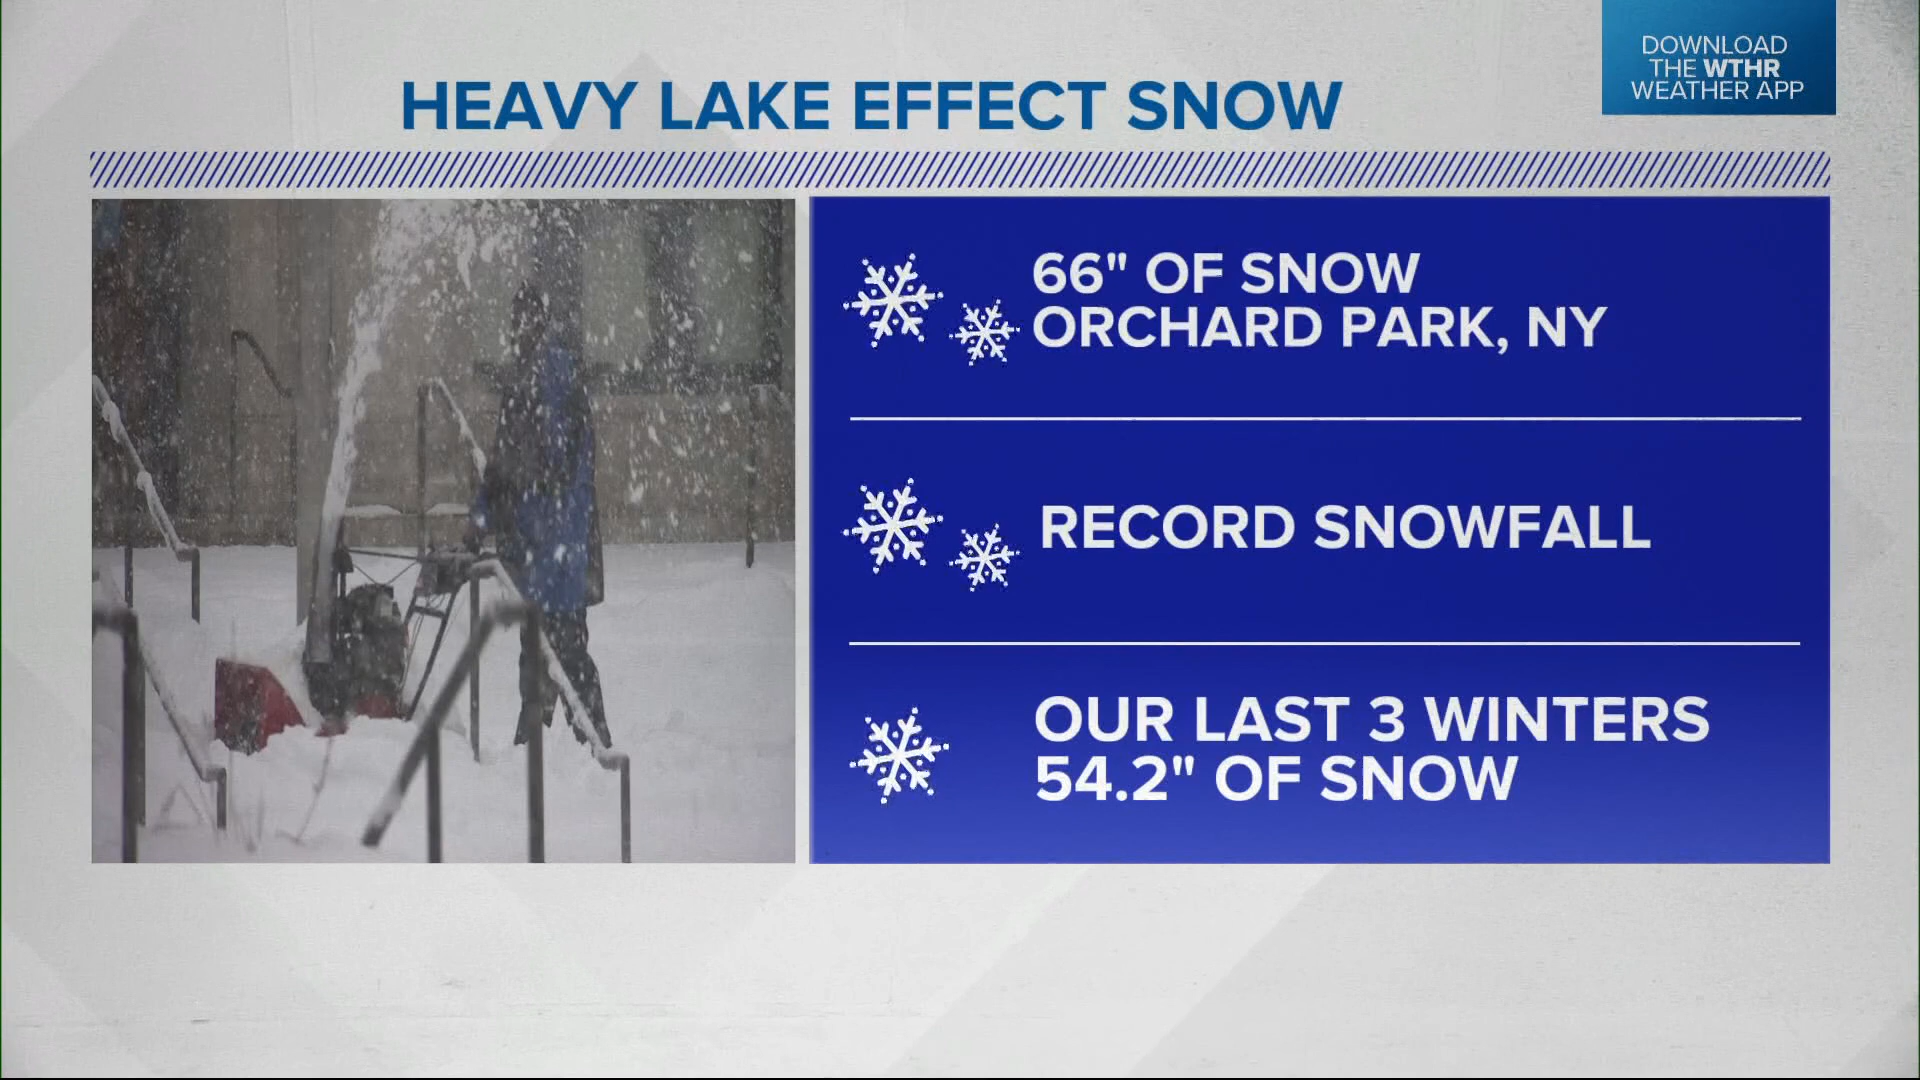 DOWNLOAD
THE WTHR
WEATHER APP
HEAVY LAKE EFFECT SNOW
66" OF SNOW
ORCHARD PARK, NY
RECORD SNOWFALL
OUR LAST 3 WINTERS
54.2" OF SNOW